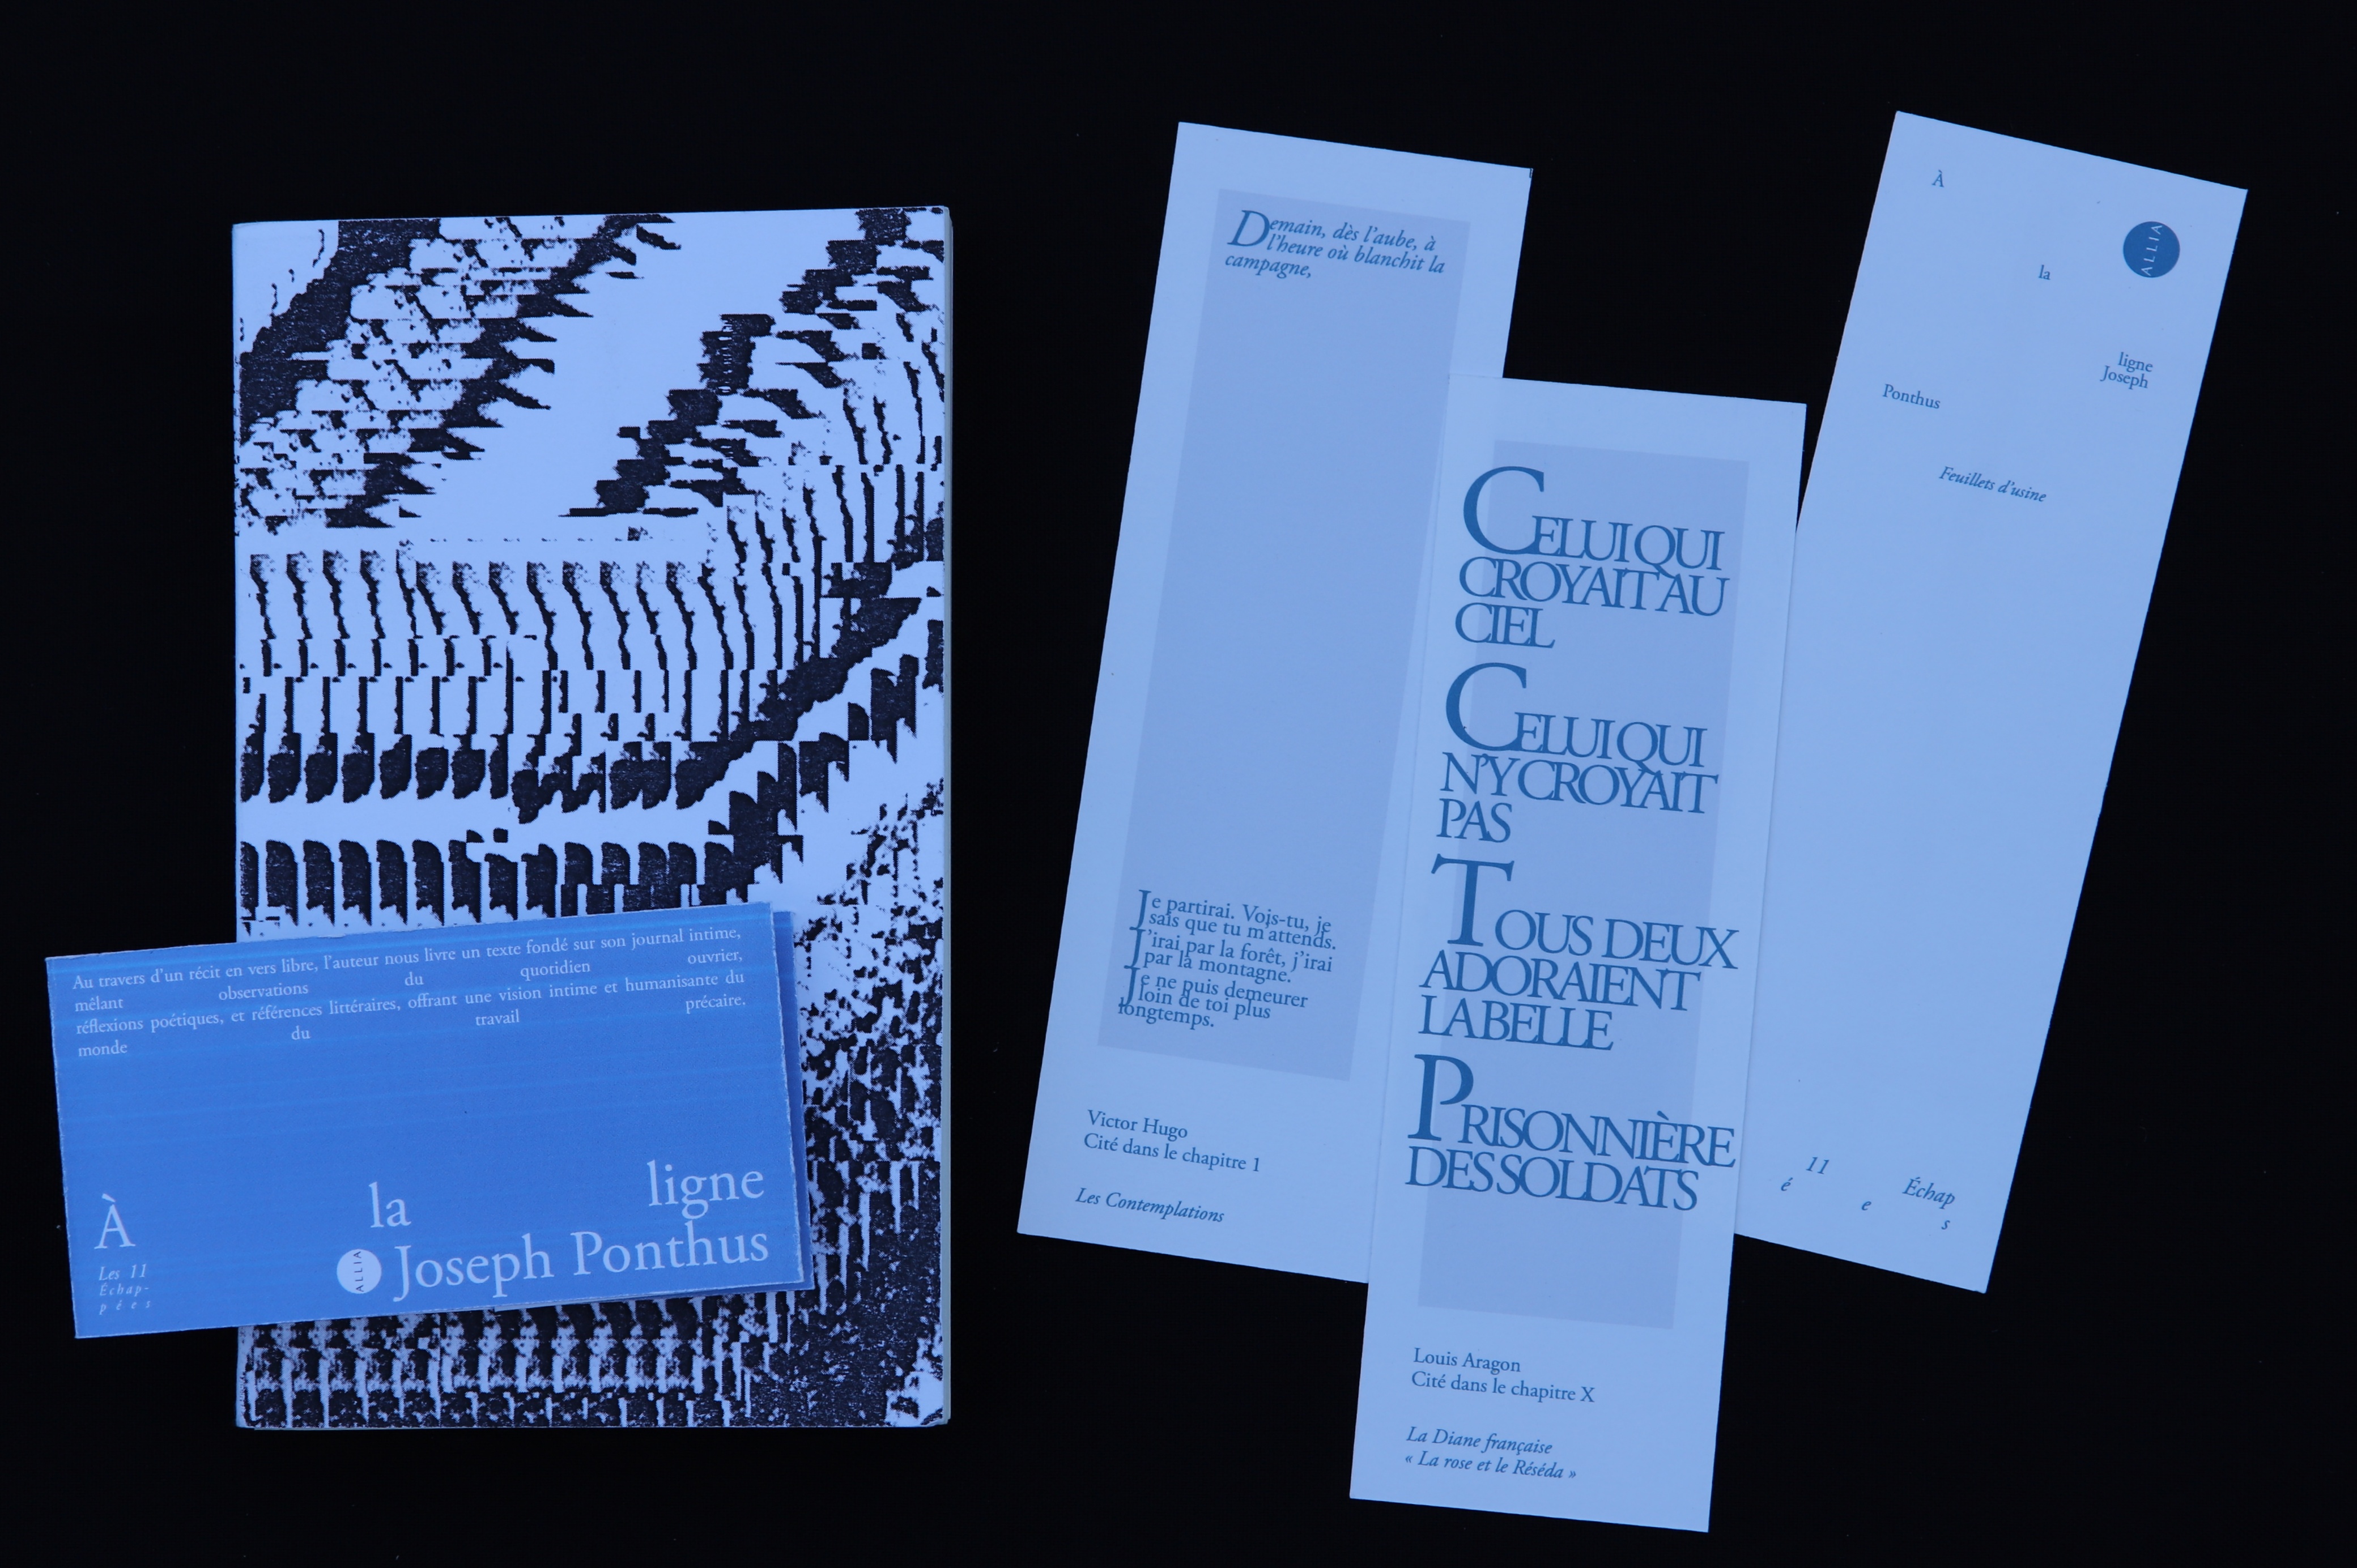 Au travers d'un récit en vers libre, l'auteur nous livre un texte fondé sur son journal intime,
mêlant observations du quotidien ouvrier,
réflexions poétiques, et références littéraires, offrant une vision intime et humanisante du
monde du travail précaire,
À la ligne
Joseph Ponthus
ALLIA
Les 11
Échap-
pées
Demain, dès l'aube, à
l'heure où blanchit la
campagne,
Je partirai. Vois-tu, je
sais que tu m'attends.
J'irai par la forêt, j'irai
par la montagne.
Je ne puis demeurer
loin de toi plus
longtemps.
Victor Hugo
Cité dans le chapitre 1
Les Contemplations
CELUI QUI
CROYAIT AU
CIEL
CELUI QUI
N'Y CROYAIT
PAS
TOUS DEUX
ADORAIENT
LA BELLE
PRISONNIÈRE
DES SOLDATS
Louis Aragon
Cité dans le chapitre X
La Diane française
« La rose et le Réséda »
À
ALLIA
la
ligne
Joseph
Ponthus
Feuillets d'usine
11 Échap
é e s